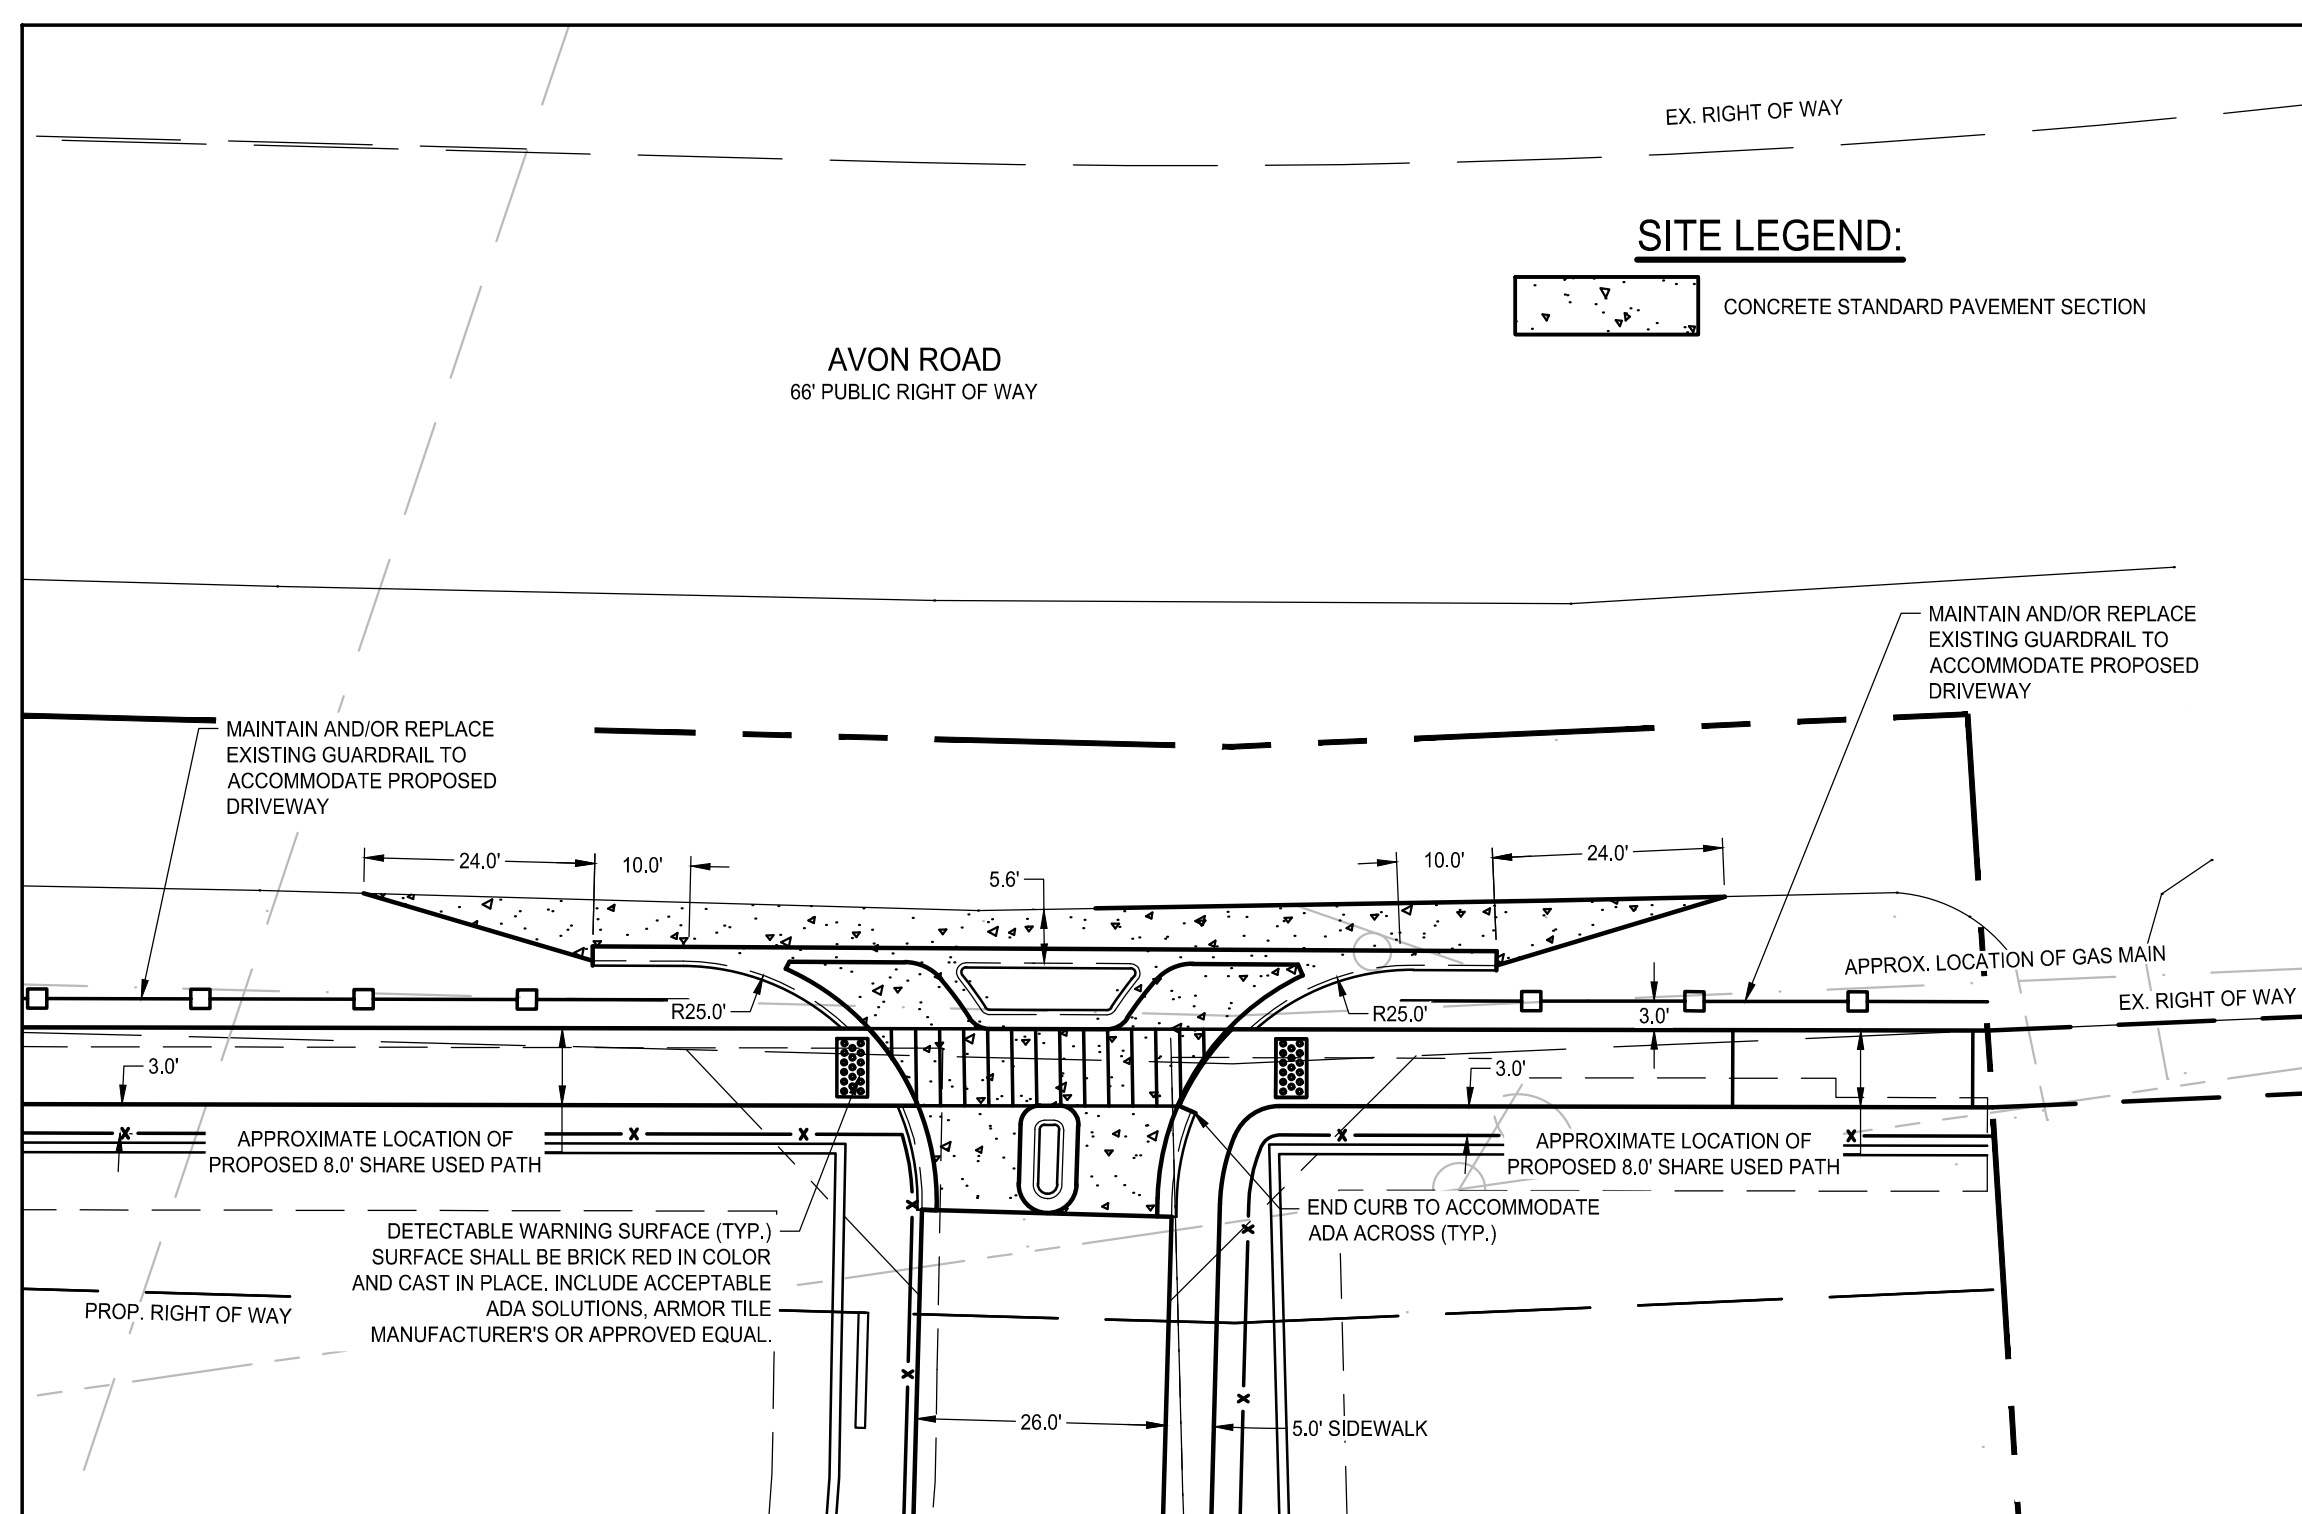 EX. RIGHT OF WAY
SITE LEGEND:
CONCRETE STANDARD PAVEMENT SECTION
AVON ROAD
66' PUBLIC RIGHT OF WAY
MAINTAIN AND/OR REPLACE
EXISTING GUARDRAIL TO
ACCOMMODATE PROPOSED
DRIVEWAY
MAINTAIN AND/OR REPLACE
EXISTING GUARDRAIL TO
ACCOMMODATE PROPOSED
DRIVEWAY
24.0'
10.0'
5.6'
10.0'
24.0'
APPROX. LOCATION OF GAS MAIN
EX. RIGHT OF WAY
R25.0'
R25.0'
3.0'
3.0'
3.0'
APPROXIMATE LOCATION OF
PROPOSED 8.0' SHARE USED PATH
APPROXIMATE LOCATION OF
PROPOSED 8.0' SHARE USED PATH
END CURB TO ACCOMMODATE
ADA ACROSS (TYP.)
DETECTABLE WARNING SURFACE (TYP.)
SURFACE SHALL BE BRICK RED IN COLOR
AND CAST IN PLACE. INCLUDE ACCEPTABLE
ADA SOLUTIONS, ARMOR TILE
MANUFACTURER'S OR APPROVED EQUAL.
PROP. RIGHT OF WAY
26.0'
5.0' SIDEWALK